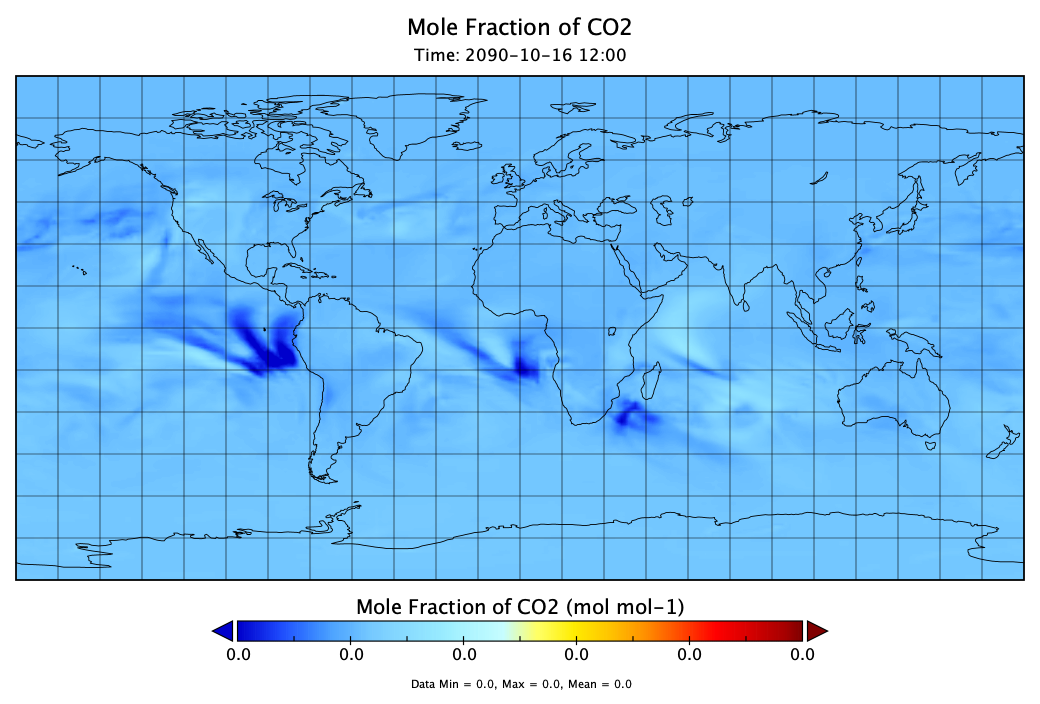 Mole Fraction of CO2
Time: 2090-10-16 12:00
Mole Fraction of CO2 (mol mol-1)
0.0 0.0 0.0 0.0 0.0 0.0
Data Min = 0.0, Max = 0.0, Mean = 0.0